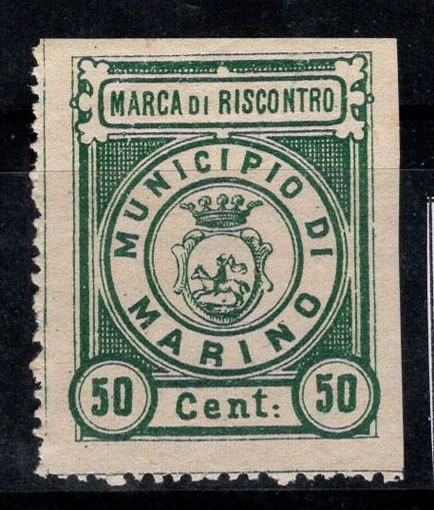 MARCA DI RISCONTRO
MUNICIPIO DI
MARINO
50 Cent: 50